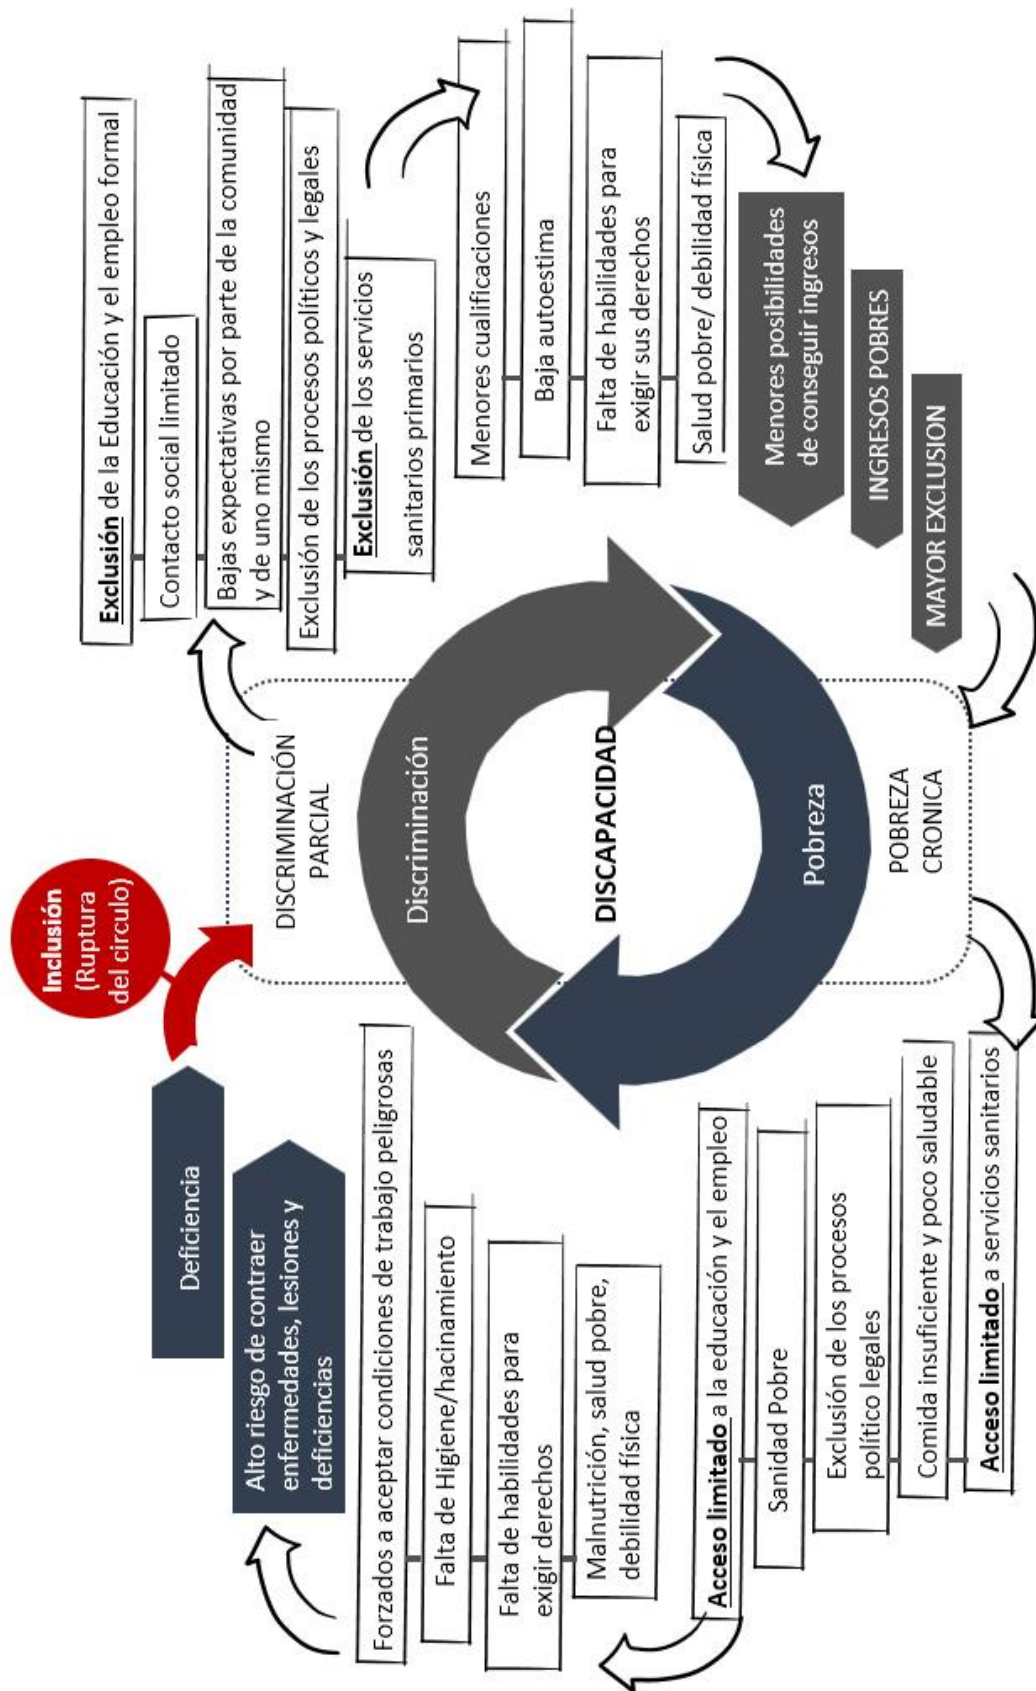 Inclusión
(Ruptura
del circulo)
Deficiencia
Alto riesgo de contraer
enfermedades, lesiones y
deficiencias
Forzados a aceptar condiciones de trabajo peligrosas
Falta de Higiene/hacinamiento
Falta de habilidades para
exigir derechos
Malnutrición, salud pobre,
debilidad física
Acceso limitado a la educación y el empleo
Sanidad Pobre
Exclusión de los procesos
político legales
Comida insuficiente y poco saludable
Acceso limitado a servicios sanitarios
DISCRIMINACIÓN
PARCIAL
Discriminación
DISCAPACIDAD
Pobreza
POBREZA
CRONICA
Exclusión de la Educación y el empleo formal
Contacto social limitado
Bajas expectativas por parte de la comunidad
y de uno mismo
Exclusión de los procesos políticos y legales
Exclusión de los servicios
sanitarios primarios
Menores cualificaciones
Baja autoestima
Falta de habilidades para
exigir sus derechos
Salud pobre/ debilidad física
Menores posibilidades
de conseguir ingresos
INGRESOS POBRES
MAYOR EXCLUSION